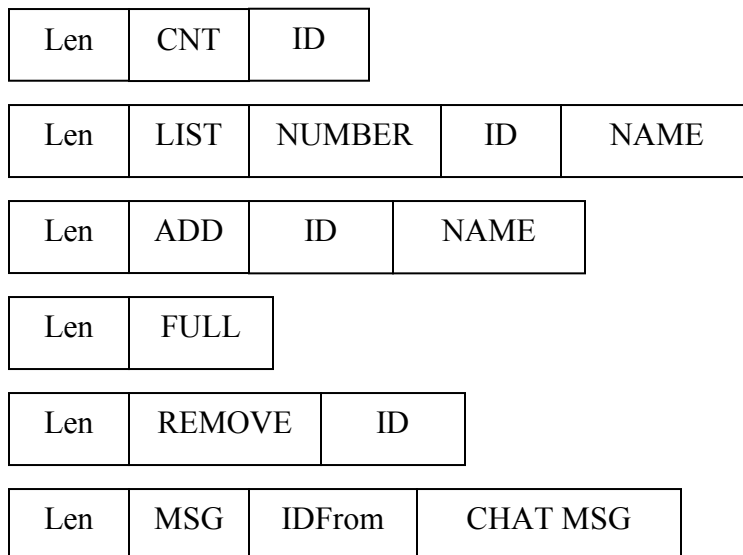 Len CNT ID
Len LIST NUMBER ID NAME
Len ADD ID NAME
Len FULL
Len REMOVE ID
Len MSG IDFrom CHAT MSG